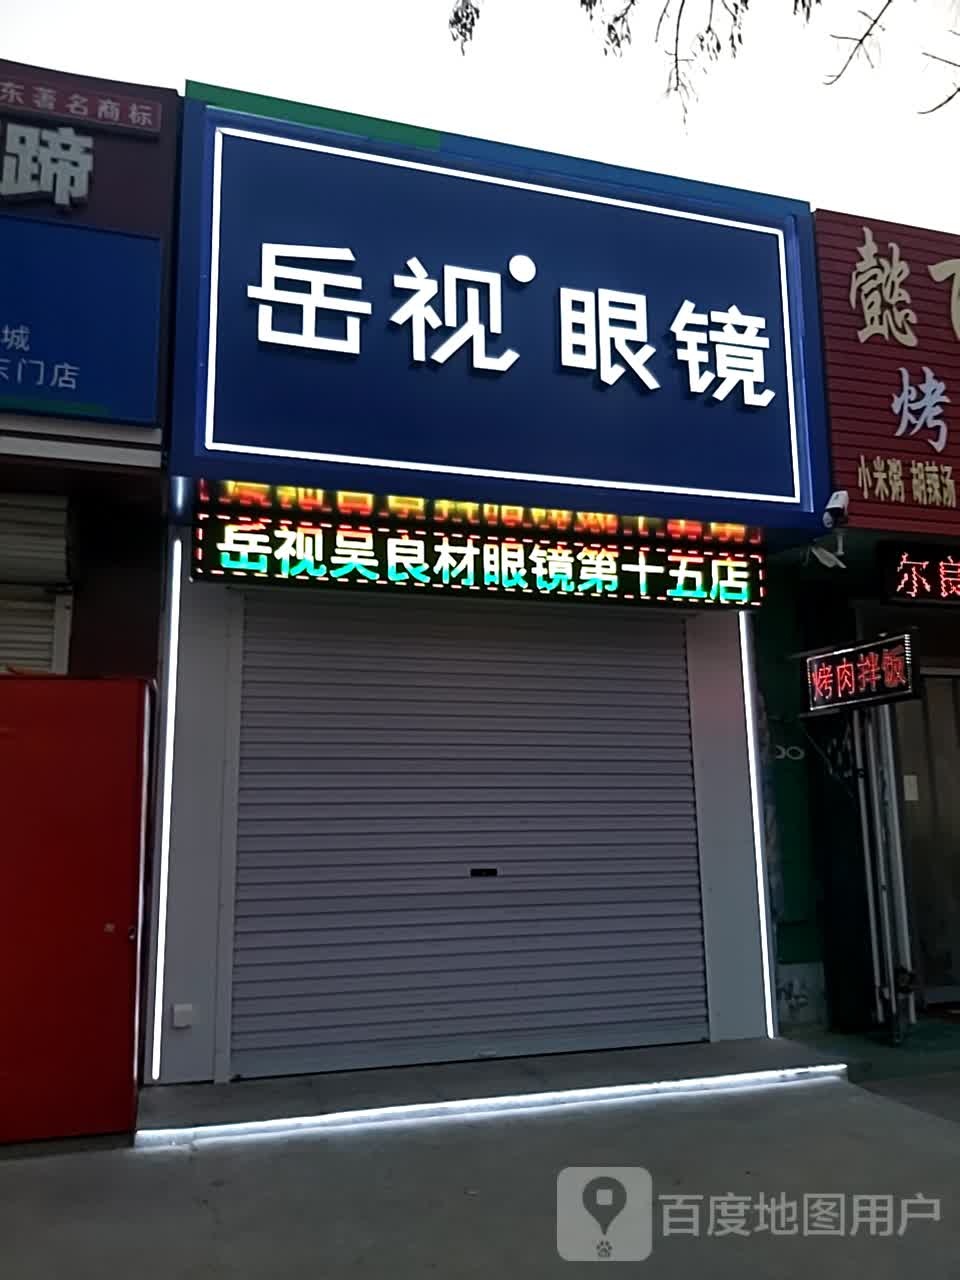 东著名商标
蹄
城
东门店
岳视 眼镜
岳视吴良材眼镜第十五店
懿
烤
小米粥 胡辣汤
尔良
烤肉拌饭
百度地图用户